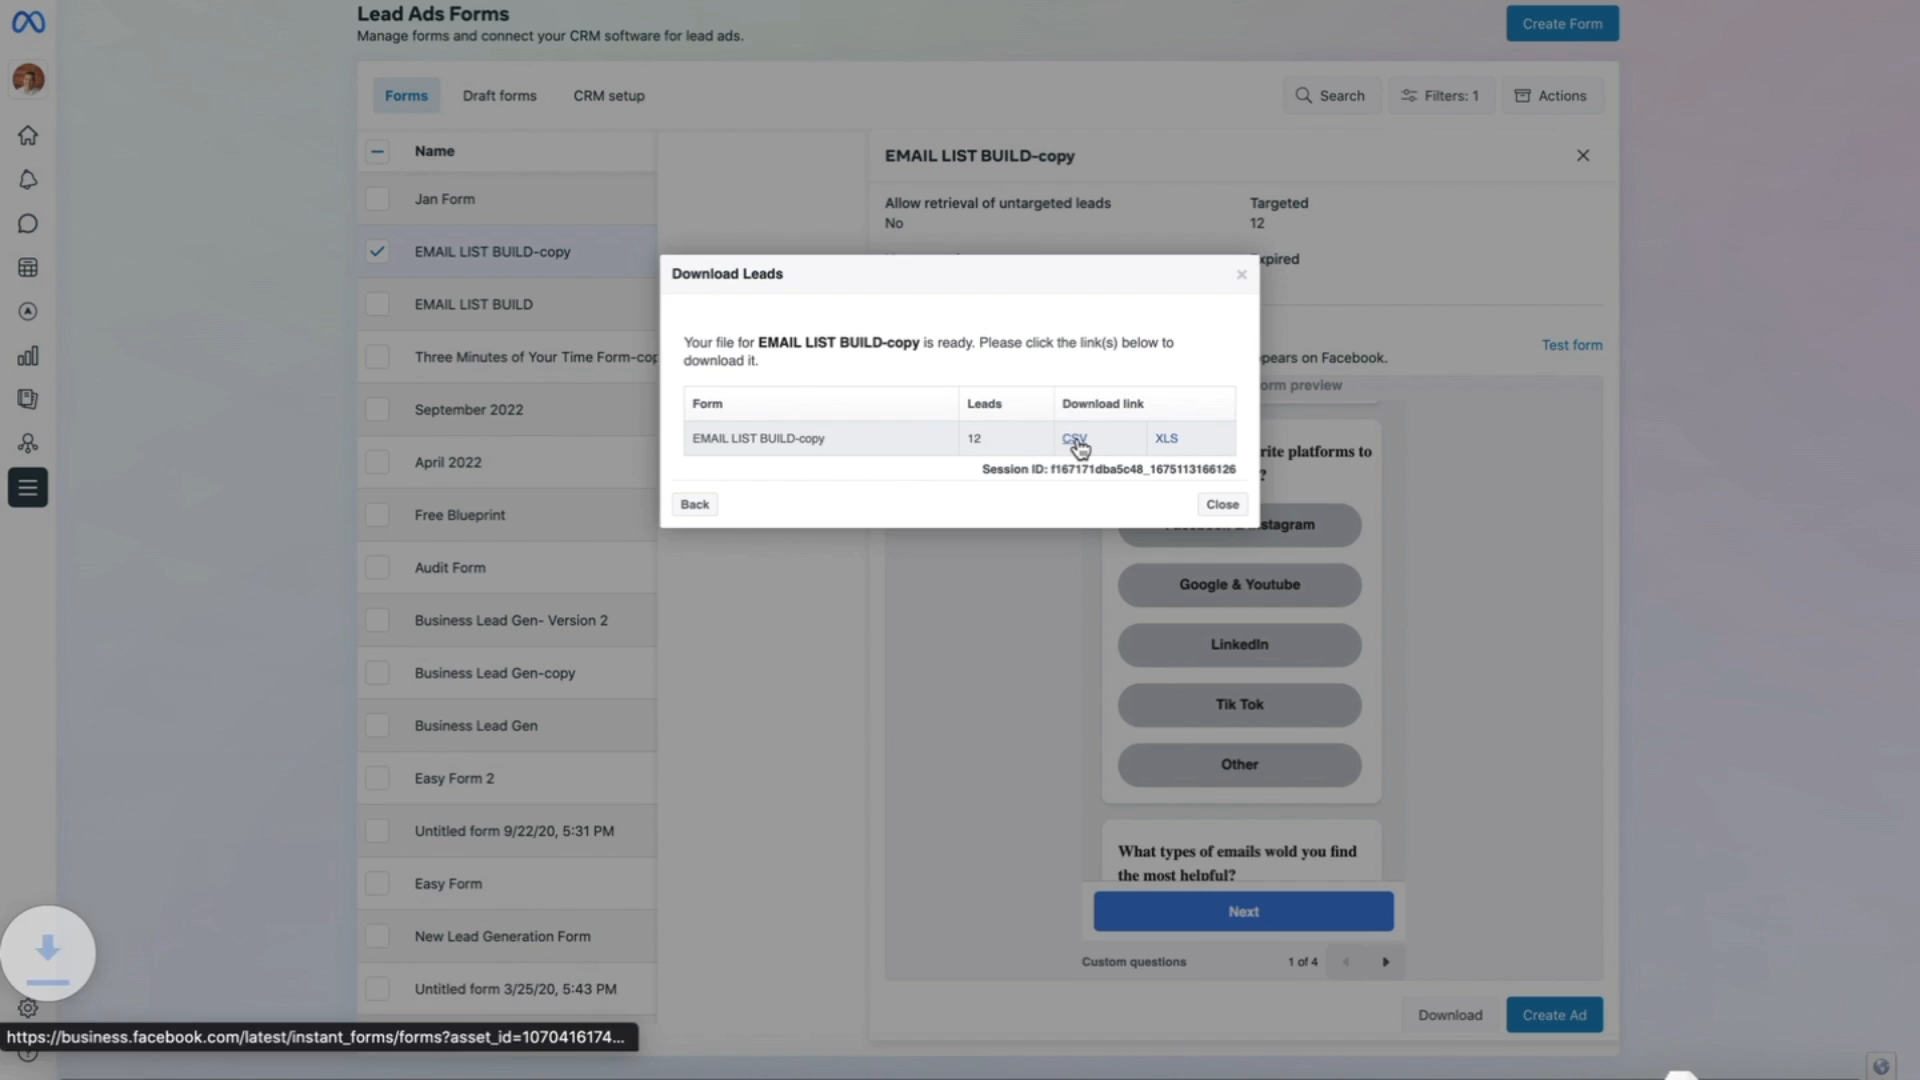 Lead Ads Forms
Manage forms and connect your CRM software for lead ads.
Create Form
Forms
Draft forms
CRM setup
Search
Filters: 1
Actions
Name
Jan Form
EMAIL LIST BUILD-copy
EMAIL LIST BUILD
Three Minutes of Your Time Form-cop
September 2022
April 2022
Free Blueprint
Audit Form
Business Lead Gen- Version 2
Business Lead Gen-copy
Business Lead Gen
Easy Form 2
Untitled form 9/22/20, 5:31 PM
Easy Form
New Lead Generation Form
Untitled form 3/25/20, 5:43 PM
EMAIL LIST BUILD-copy
Allow retrieval of untargeted leads
No
Targeted
12
xpired
Test form
pears on Facebook.
orm preview
rite platforms to
?
stagram
Google & Youtube
LinkedIn
Tik Tok
Other
What types of emails wold you find
the most helpful?
Next
Custom questions
1 of 4
Download
Create Ad
Download Leads
Your file for EMAIL LIST BUILD-copy is ready. Please click the link(s) below to
download it.
Form
Leads
Download link
EMAIL LIST BUILD-copy
12
CSV
XLS
Session ID: f167171dba5c48_1675113166126
Back
Close
https://business.facebook.com/latest/instant_forms/forms?asset_id=1070416174...